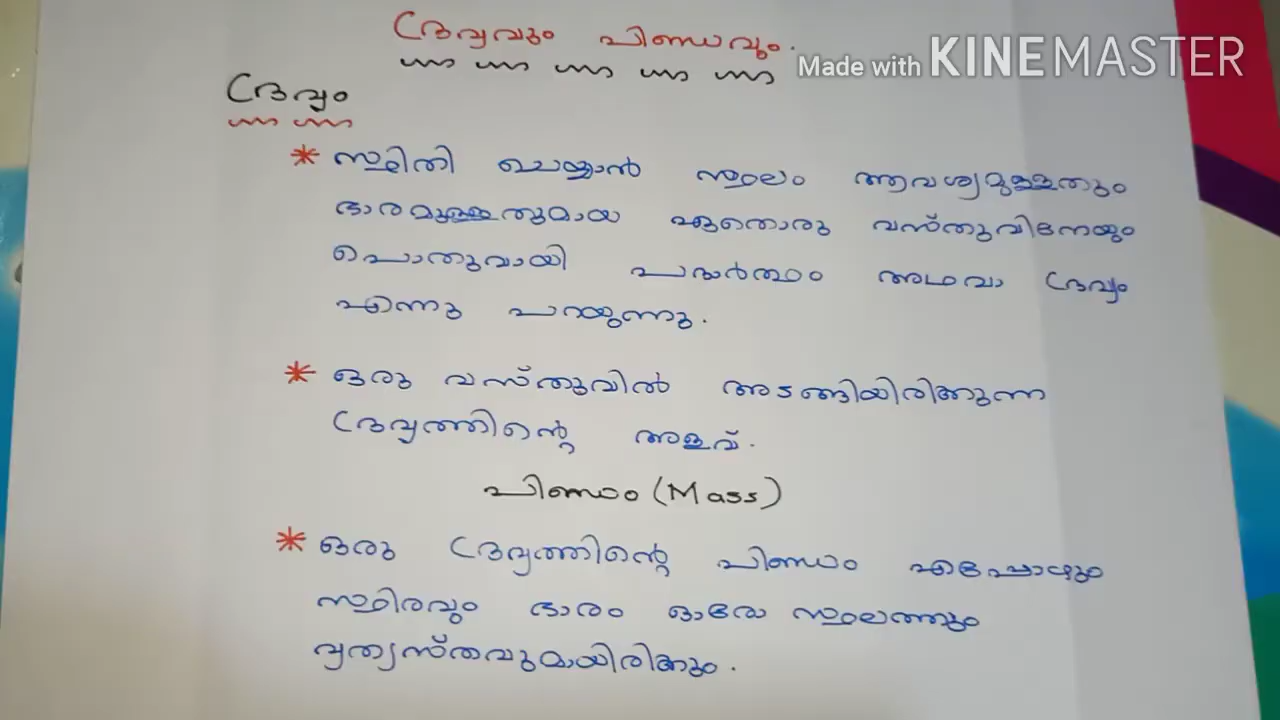 ദ്രവ്യവും പിണ്ഡവും.
Made with KINEMASTER
ദ്രവ്യം
* സ്ഥിതി ചെയ്യാൻ സ്ഥലം ആവശ്യമുള്ളതും
ഭാരമുള്ളതുമായ ഏതൊരു വസ്തുവിനേയും
പൊതുവായി പദാർത്ഥം അഥവാ ദ്രവ്യം
എന്നു പറയുന്നു.
* ഒരു വസ്തുവിൽ അടങ്ങിയിരിക്കുന്ന
ദ്രവ്യത്തിന്റെ അളവ്.
പിണ്ഡം (Mass)
* ഒരു ദ്രവ്യത്തിന്റെ പിണ്ഡം എപ്പോഴും
സ്ഥിരവും ഭാരം ഓരോ സ്ഥലത്തും
വ്യത്യസ്തവുമായിരിക്കും.